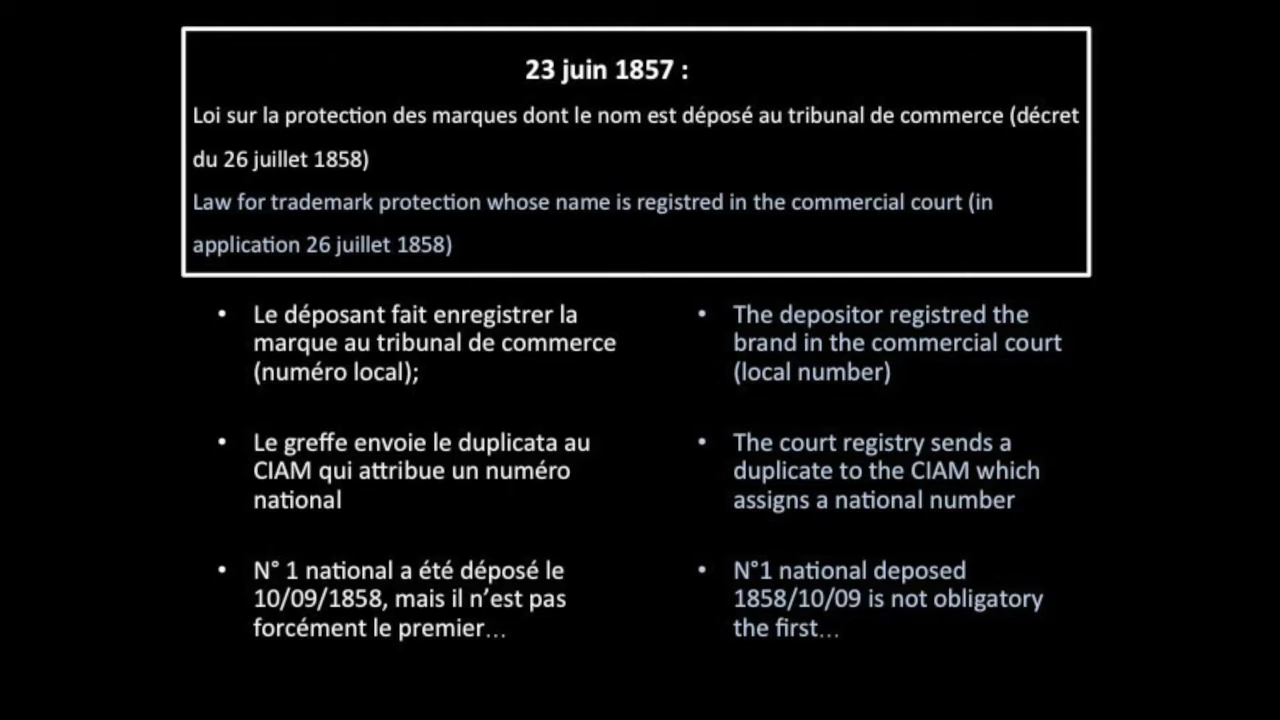 23 juin 1857 :
Loi sur la protection des marques dont le nom est déposé au tribunal de commerce (décret
du 26 juillet 1858)
Law for trademark protection whose name is registred in the commercial court (in
application 26 juillet 1858)
• Le déposant fait enregistrer la
marque au tribunal de commerce
(numéro local);
• Le greffe envoie le duplicata au
CIAM qui attribue un numéro
national
• N° 1 national a été déposé le
10/09/1858, mais il n’est pas
forcément le premier…
• The depositor registred the
brand in the commercial court
(local number)
• The court registry sends a
duplicate to the CIAM which
assigns a national number
• N°1 national deposed
1858/10/09 is not obligatory
the first…